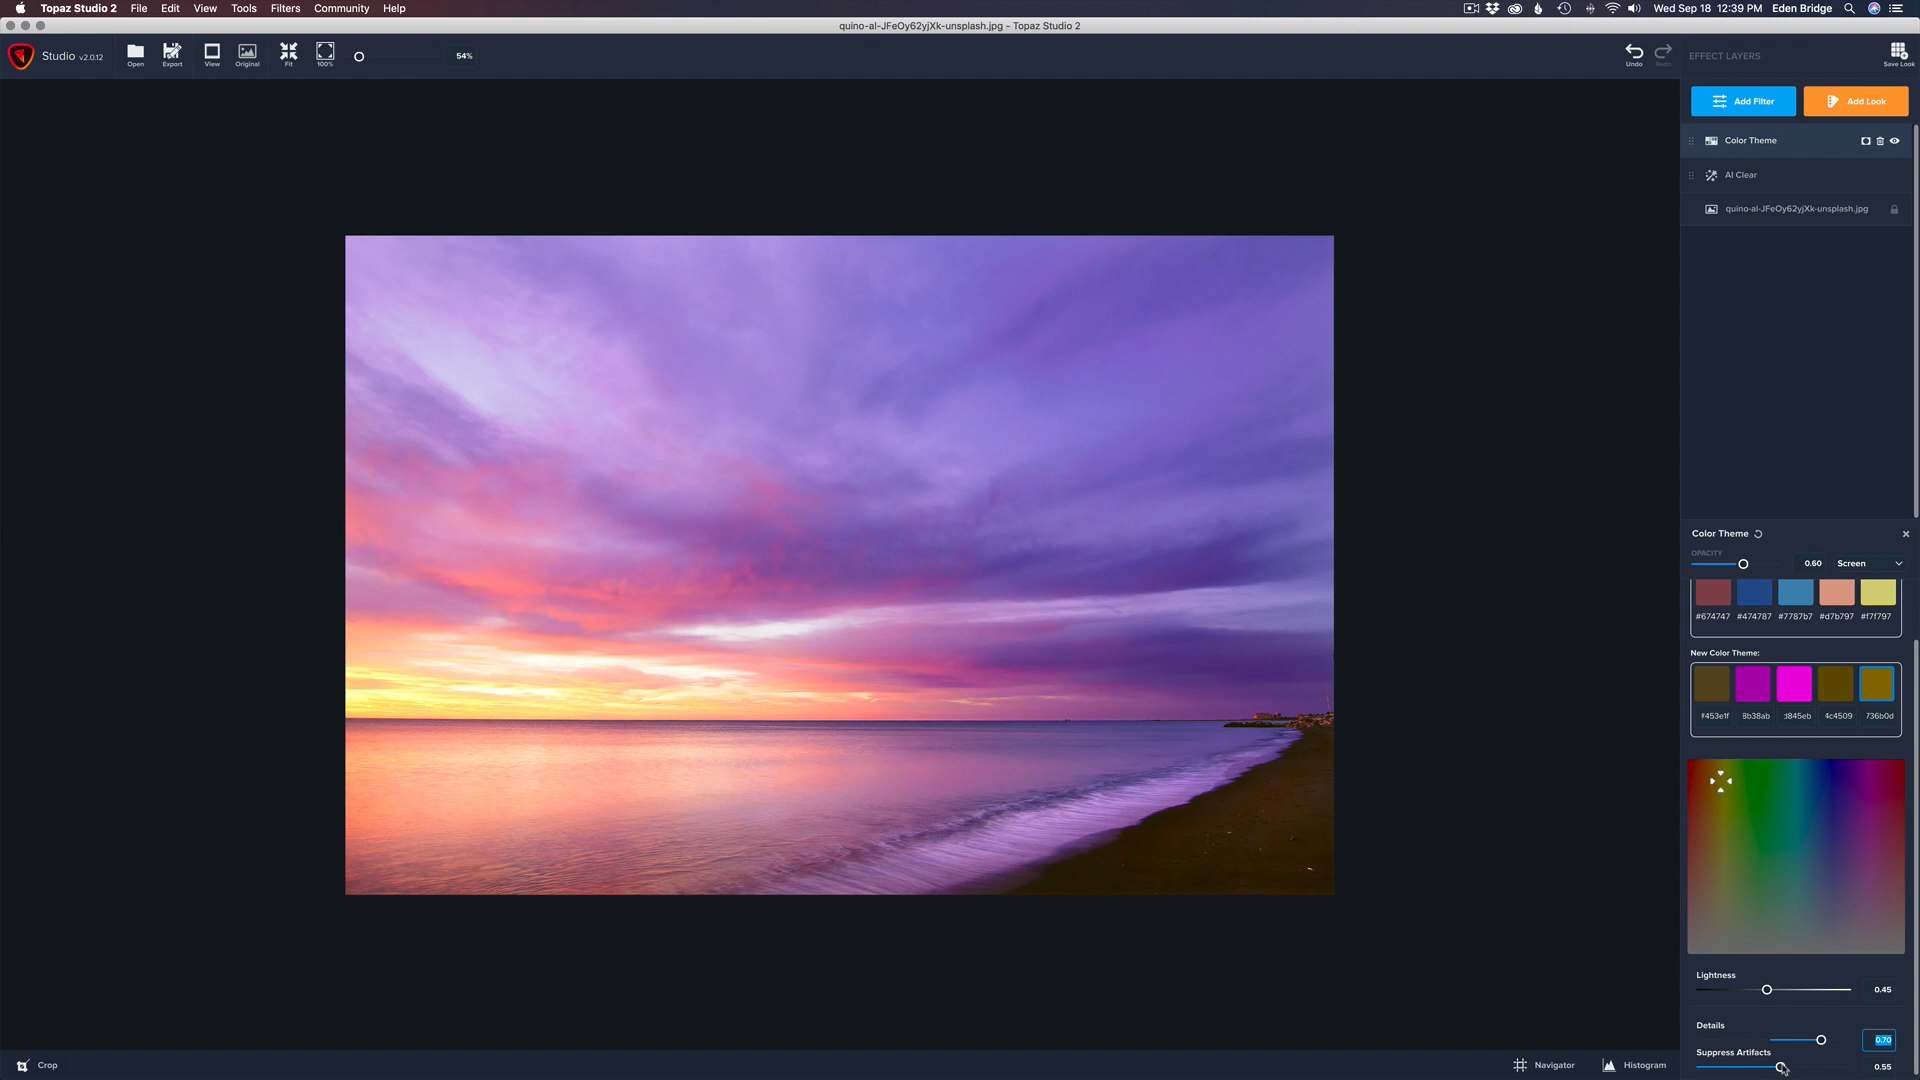 Topaz Studio 2 File Edit View Tools Filters Community Help Wed Sep 18 12:39 PM Eden Bridge
quino-al-JFeOy62yjXk-unsplash.jpg - Topaz Studio 2
Studio v2.0.12 Open Export View Original Fit 100% 54% Undo Redo EFFECT LAYERS Save Look
Add Filter Add Look
Color Theme
AI Clear
quino-al-JFeOy62yjXk-unsplash.jpg
Color Theme
OPACITY 0.60 Screen
#674747 #474787 #7787b7 #d7b797 #f7f797
New Color Theme:
#453e1f 8b38ab d845eb 4c4509 736b0d
Lightness
0.45
Details
0.70
Suppress Artifacts
0.55
Crop Navigator Histogram